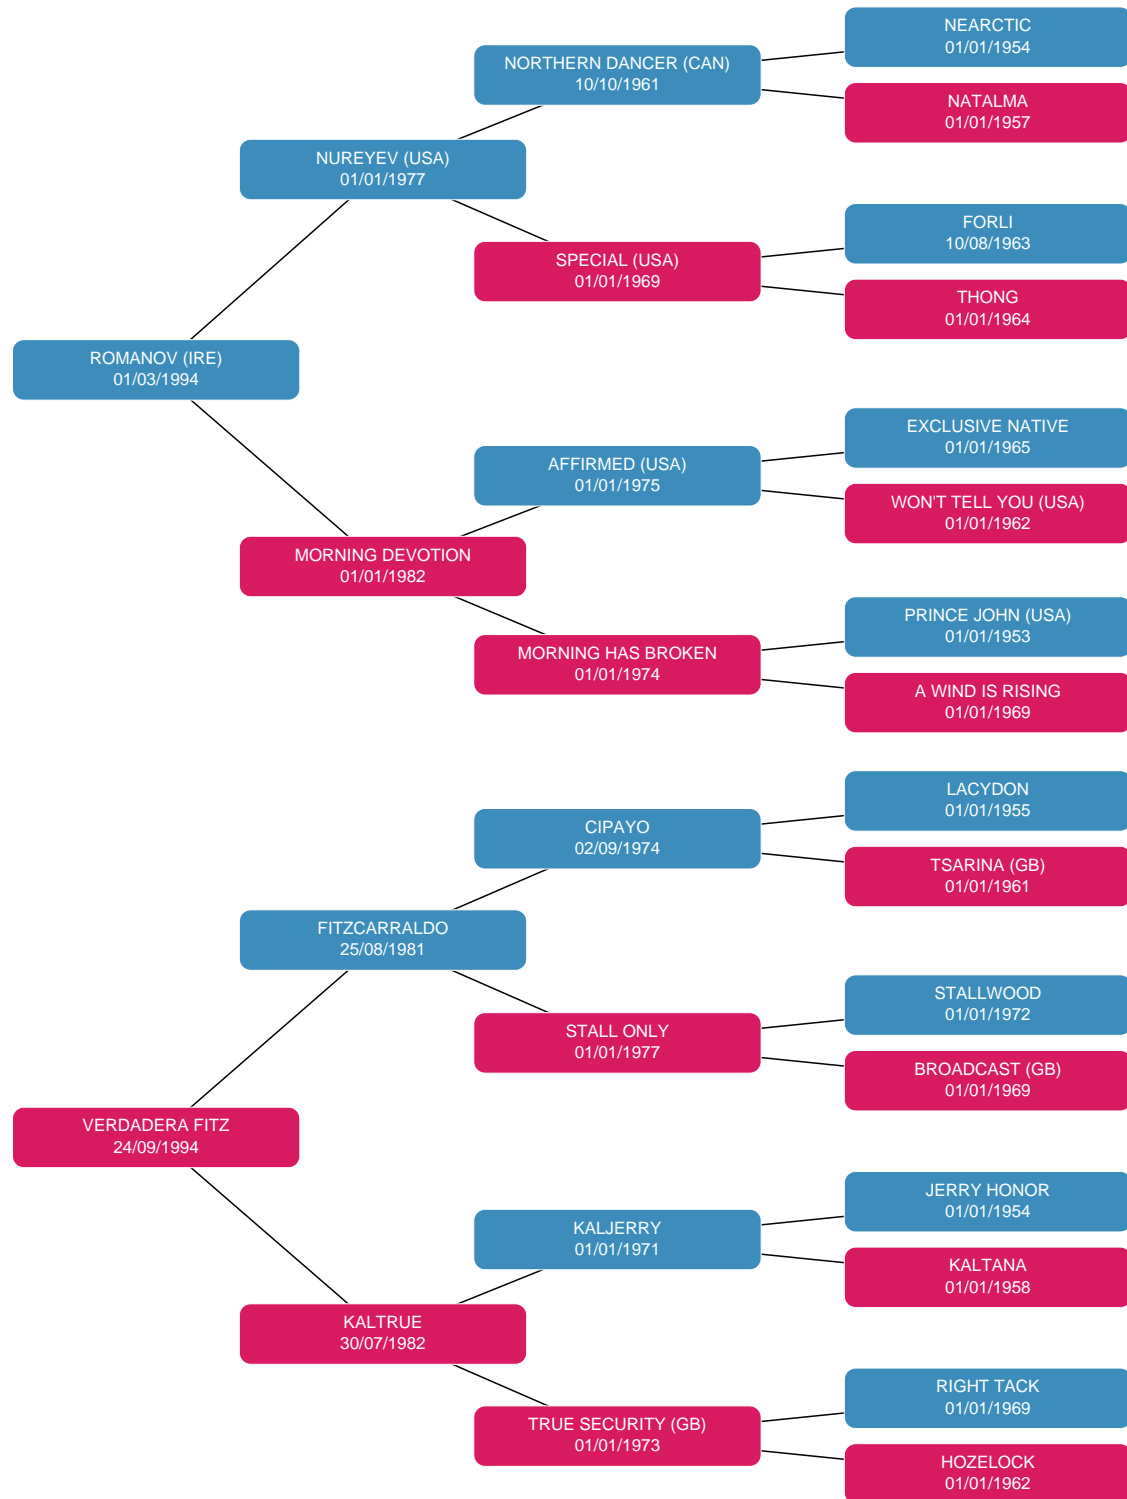 NEARCTIC
01/01/1954
NORTHERN DANCER (CAN)
10/10/1961
NATALMA
01/01/1957
NUREYEV (USA)
01/01/1977
FORLI
10/08/1963
SPECIAL (USA)
01/01/1969
THONG
01/01/1964
ROMANOV (IRE)
01/03/1994
EXCLUSIVE NATIVE
01/01/1965
AFFIRMED (USA)
01/01/1975
WON'T TELL YOU (USA)
01/01/1962
MORNING DEVOTION
01/01/1982
PRINCE JOHN (USA)
01/01/1953
MORNING HAS BROKEN
01/01/1974
A WIND IS RISING
01/01/1969
LACYDON
01/01/1955
CIPAYO
02/09/1974
TSARINA (GB)
01/01/1961
FITZCARRALDO
25/08/1981
STALLWOOD
01/01/1972
STALL ONLY
01/01/1977
BROADCAST (GB)
01/01/1969
VERDADERA FITZ
24/09/1994
JERRY HONOR
01/01/1954
KALJERRY
01/01/1971
KALTANA
01/01/1958
KALTRUE
30/07/1982
RIGHT TACK
01/01/1969
TRUE SECURITY (GB)
01/01/1973
HOZELOCK
01/01/1962